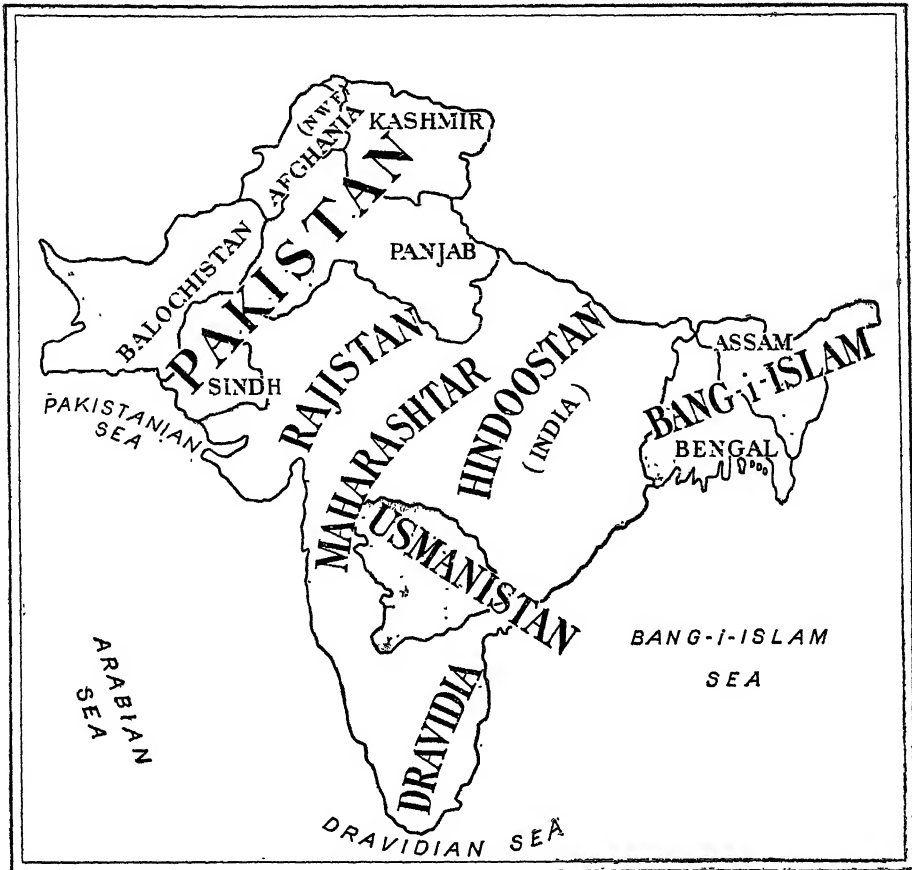 (NWF)
AFGHANIA
KASHMIR
PAKISTAN
PANJAB
BALOCHISTAN
SINDH
PAKISTANIAN
SEA
RAJISTAN
MAHARASHTAR
HINDOOSTAN
(INDIA)
ASSAM
BANG-i-ISLAM
BENGAL
USMANISTAN
BANG-i-ISLAM
SEA
ARABIAN
SEA
DRAVIDIA
DRAVIDIAN SEA